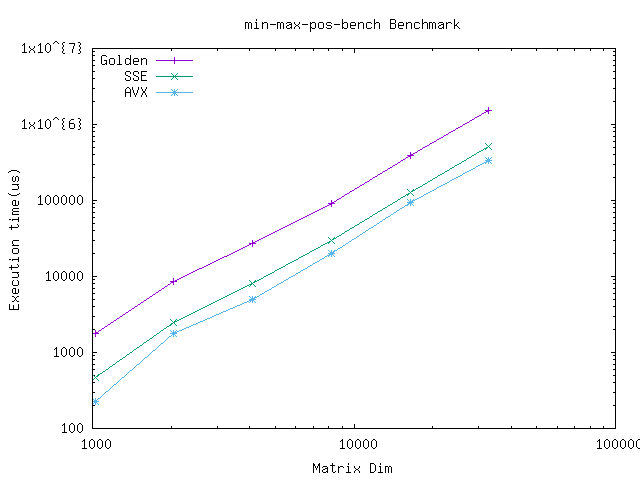 min-max-pos-bench Benchmark
1x10^{7}
1x10^{6}
100000
10000
1000
100
Golden
SSE
AVX
Execution time(us)
1000
10000
100000
Matrix Dim